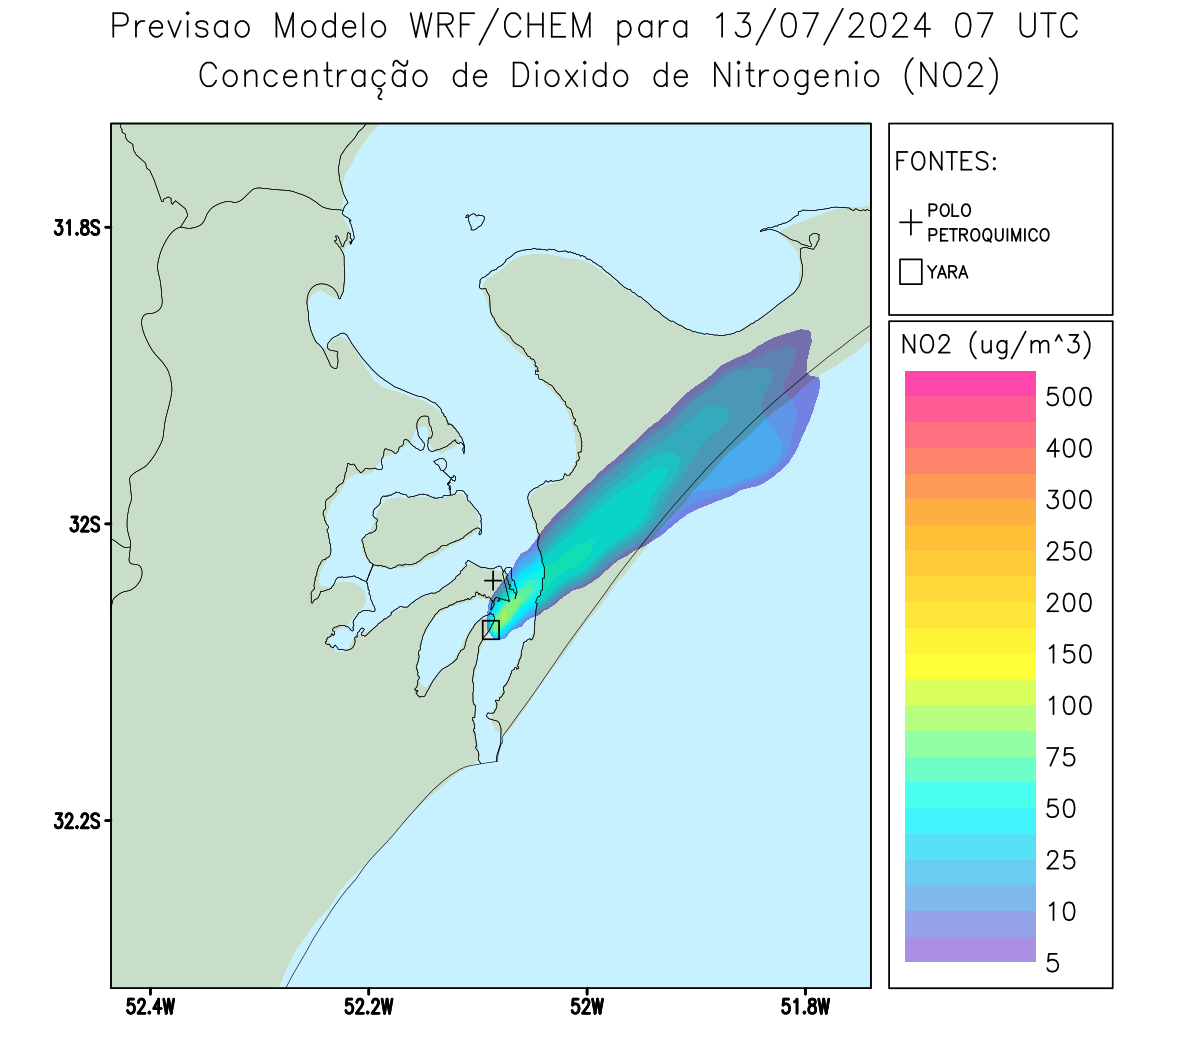 Previsao Modelo WRF/CHEM para 13/07/2024 07 UTC
Concentração de Dioxido de Nitrogenio (NO2)
FONTES:
POLO
PETROQUIMICO
YARA
NO2 (ug/m^3)
500
400
300
250
200
150
100
75
50
25
10
5
31.8S
32S
32.2S
52.4W
52.2W
52W
51.8W